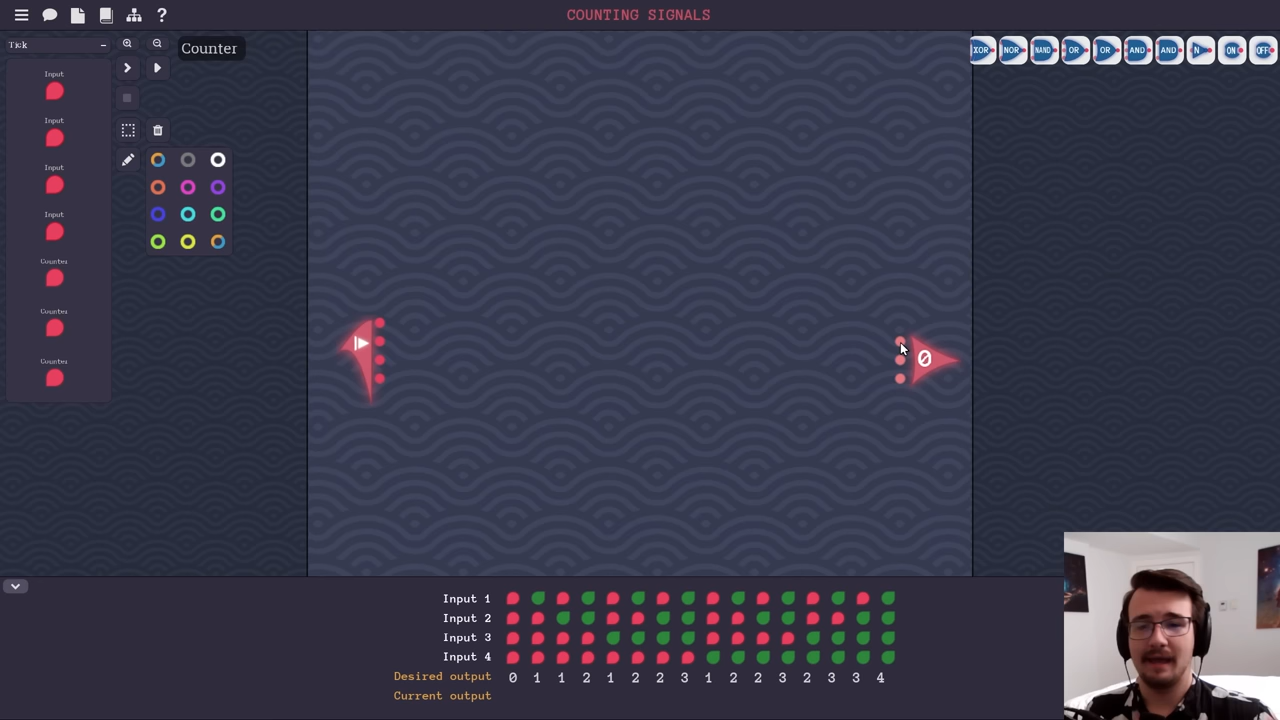 COUNTING SIGNALS
Tick
Counter
XOR NOR NAND OR OR AND AND N ON OFF
Input
Input
Input
Input
Counter
Counter
Counter
0
Input 1
Input 2
Input 3
Input 4
Desired output 0 1 1 2 1 2 2 3 1 2 2 3 2 3 3 4
Current output